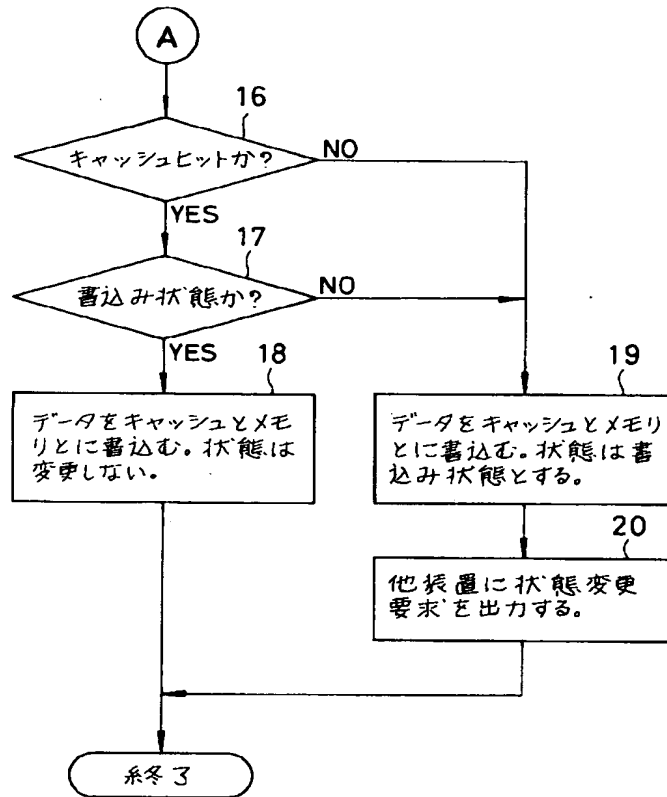 A
16
キャッシュヒットか?
NO
YES
17
書込み状態か?
NO
YES
18
データをキャッシュとメモ
リとに書込む。状態は
変更しない。
19
データをキャッシュとメモリ
とに書込む。状態は書
込み状態とする。
20
他装置に状態変更
要求を出力する。
終了